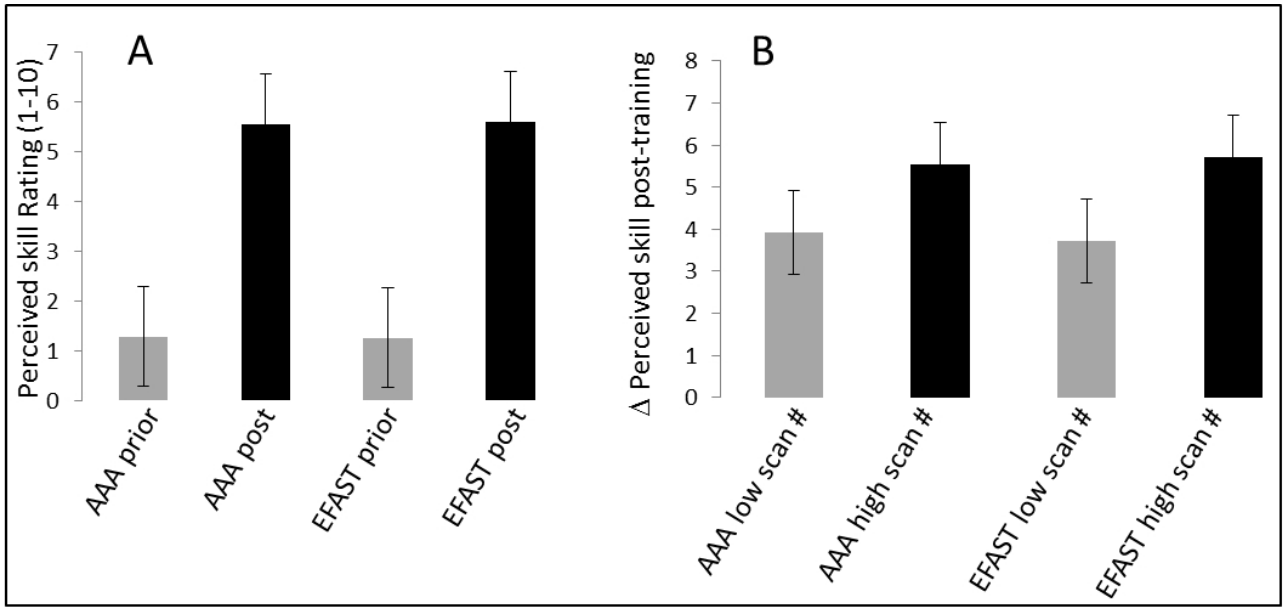 A
Perceived skill Rating (1-10)
7
6
5
4
3
2
1
0
AAA prior
AAA post
EFAST prior
EFAST post
B
Δ Perceived skill post-training
8
7
6
5
4
3
2
1
0
AAA low scan #
AAA high scan #
EFAST low scan #
EFAST high scan #